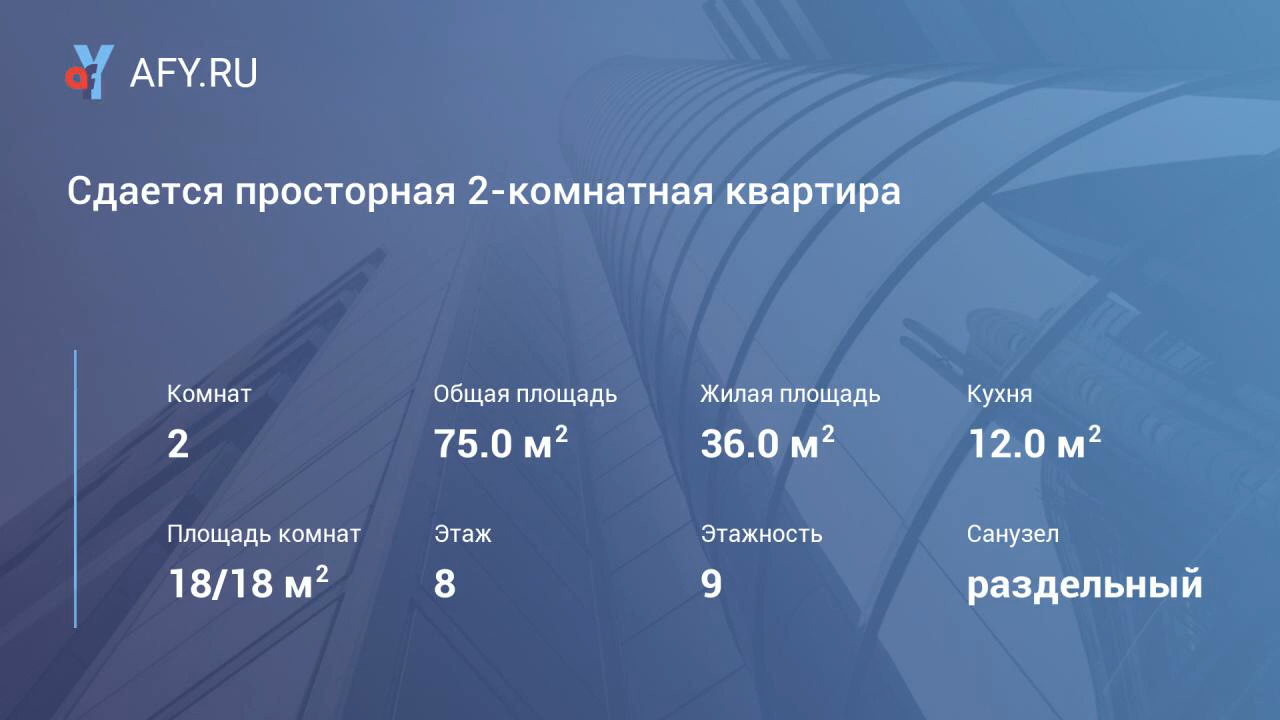 aFY AFY.RU
Сдается просторная 2-комнатная квартира
Комнат Общая площадь Жилая площадь Кухня
2 75.0 м² 36.0 м² 12.0 м²
Площадь комнат Этаж Этажность Санузел
18/18 м² 8 9 раздельный